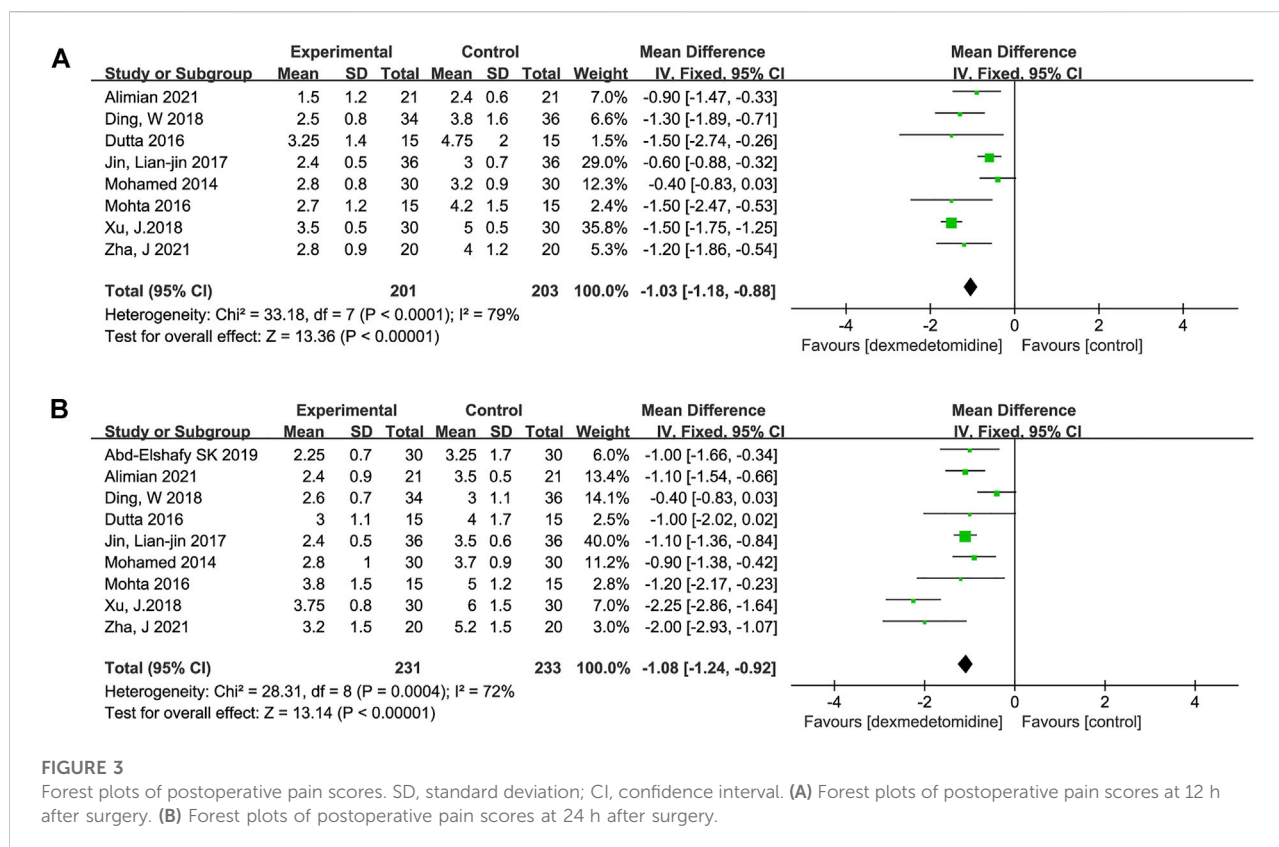 A
Experimental Control Mean Difference Mean Difference
Study or Subgroup Mean SD Total Mean SD Total Weight IV, Fixed, 95% CI IV, Fixed, 95% CI
Alimian 2021 1.5 1.2 21 2.4 0.6 21 7.0% -0.90 [-1.47, -0.33]
Ding, W 2018 2.5 0.8 34 3.8 1.6 36 6.6% -1.30 [-1.89, -0.71]
Dutta 2016 3.25 1.4 15 4.75 2 15 1.5% -1.50 [-2.74, -0.26]
Jin, Lian-jin 2017 2.4 0.5 36 3 0.7 36 29.0% -0.60 [-0.88, -0.32]
Mohamed 2014 2.8 0.8 30 3.2 0.9 30 12.3% -0.40 [-0.83, 0.03]
Mohta 2016 2.7 1.2 15 4.2 1.5 15 2.4% -1.50 [-2.47, -0.53]
Xu, J.2018 3.5 0.5 30 5 0.5 30 35.8% -1.50 [-1.75, -1.25]
Zha, J 2021 2.8 0.9 20 4 1.2 20 5.3% -1.20 [-1.86, -0.54]
Total (95% CI) 201 203 100.0% -1.03 [-1.18, -0.88]
Heterogeneity: Chi² = 33.18, df = 7 (P < 0.0001); I² = 79%
Test for overall effect: Z = 13.36 (P < 0.00001)
-4 -2 0 2 4
Favours [dexmedetomidine] Favours [control]
B
Experimental Control Mean Difference Mean Difference
Study or Subgroup Mean SD Total Mean SD Total Weight IV, Fixed, 95% CI IV, Fixed, 95% CI
Abd-Elshafy SK 2019 2.25 0.7 30 3.25 1.7 30 6.0% -1.00 [-1.66, -0.34]
Alimian 2021 2.4 0.9 21 3.5 0.5 21 13.4% -1.10 [-1.54, -0.66]
Ding, W 2018 2.6 0.7 34 3 1.1 36 14.1% -0.40 [-0.83, 0.03]
Dutta 2016 3 1.1 15 4 1.7 15 2.5% -1.00 [-2.02, 0.02]
Jin, Lian-jin 2017 2.4 0.5 36 3.5 0.6 36 40.0% -1.10 [-1.36, -0.84]
Mohamed 2014 2.8 1 30 3.7 0.9 30 11.2% -0.90 [-1.38, -0.42]
Mohta 2016 3.8 1.5 15 5 1.2 15 2.8% -1.20 [-2.17, -0.23]
Xu, J.2018 3.75 0.8 30 6 1.5 30 7.0% -2.25 [-2.86, -1.64]
Zha, J 2021 3.2 1.5 20 5.2 1.5 20 3.0% -2.00 [-2.93, -1.07]
Total (95% CI) 231 233 100.0% -1.08 [-1.24, -0.92]
Heterogeneity: Chi² = 28.31, df = 8 (P = 0.0004); I² = 72%
Test for overall effect: Z = 13.14 (P < 0.00001)
-4 -2 0 2 4
Favours [dexmedetomidine] Favours [control]
FIGURE 3
Forest plots of postoperative pain scores. SD, standard deviation; CI, confidence interval. (A) Forest plots of postoperative pain scores at 12 h
after surgery. (B) Forest plots of postoperative pain scores at 24 h after surgery.